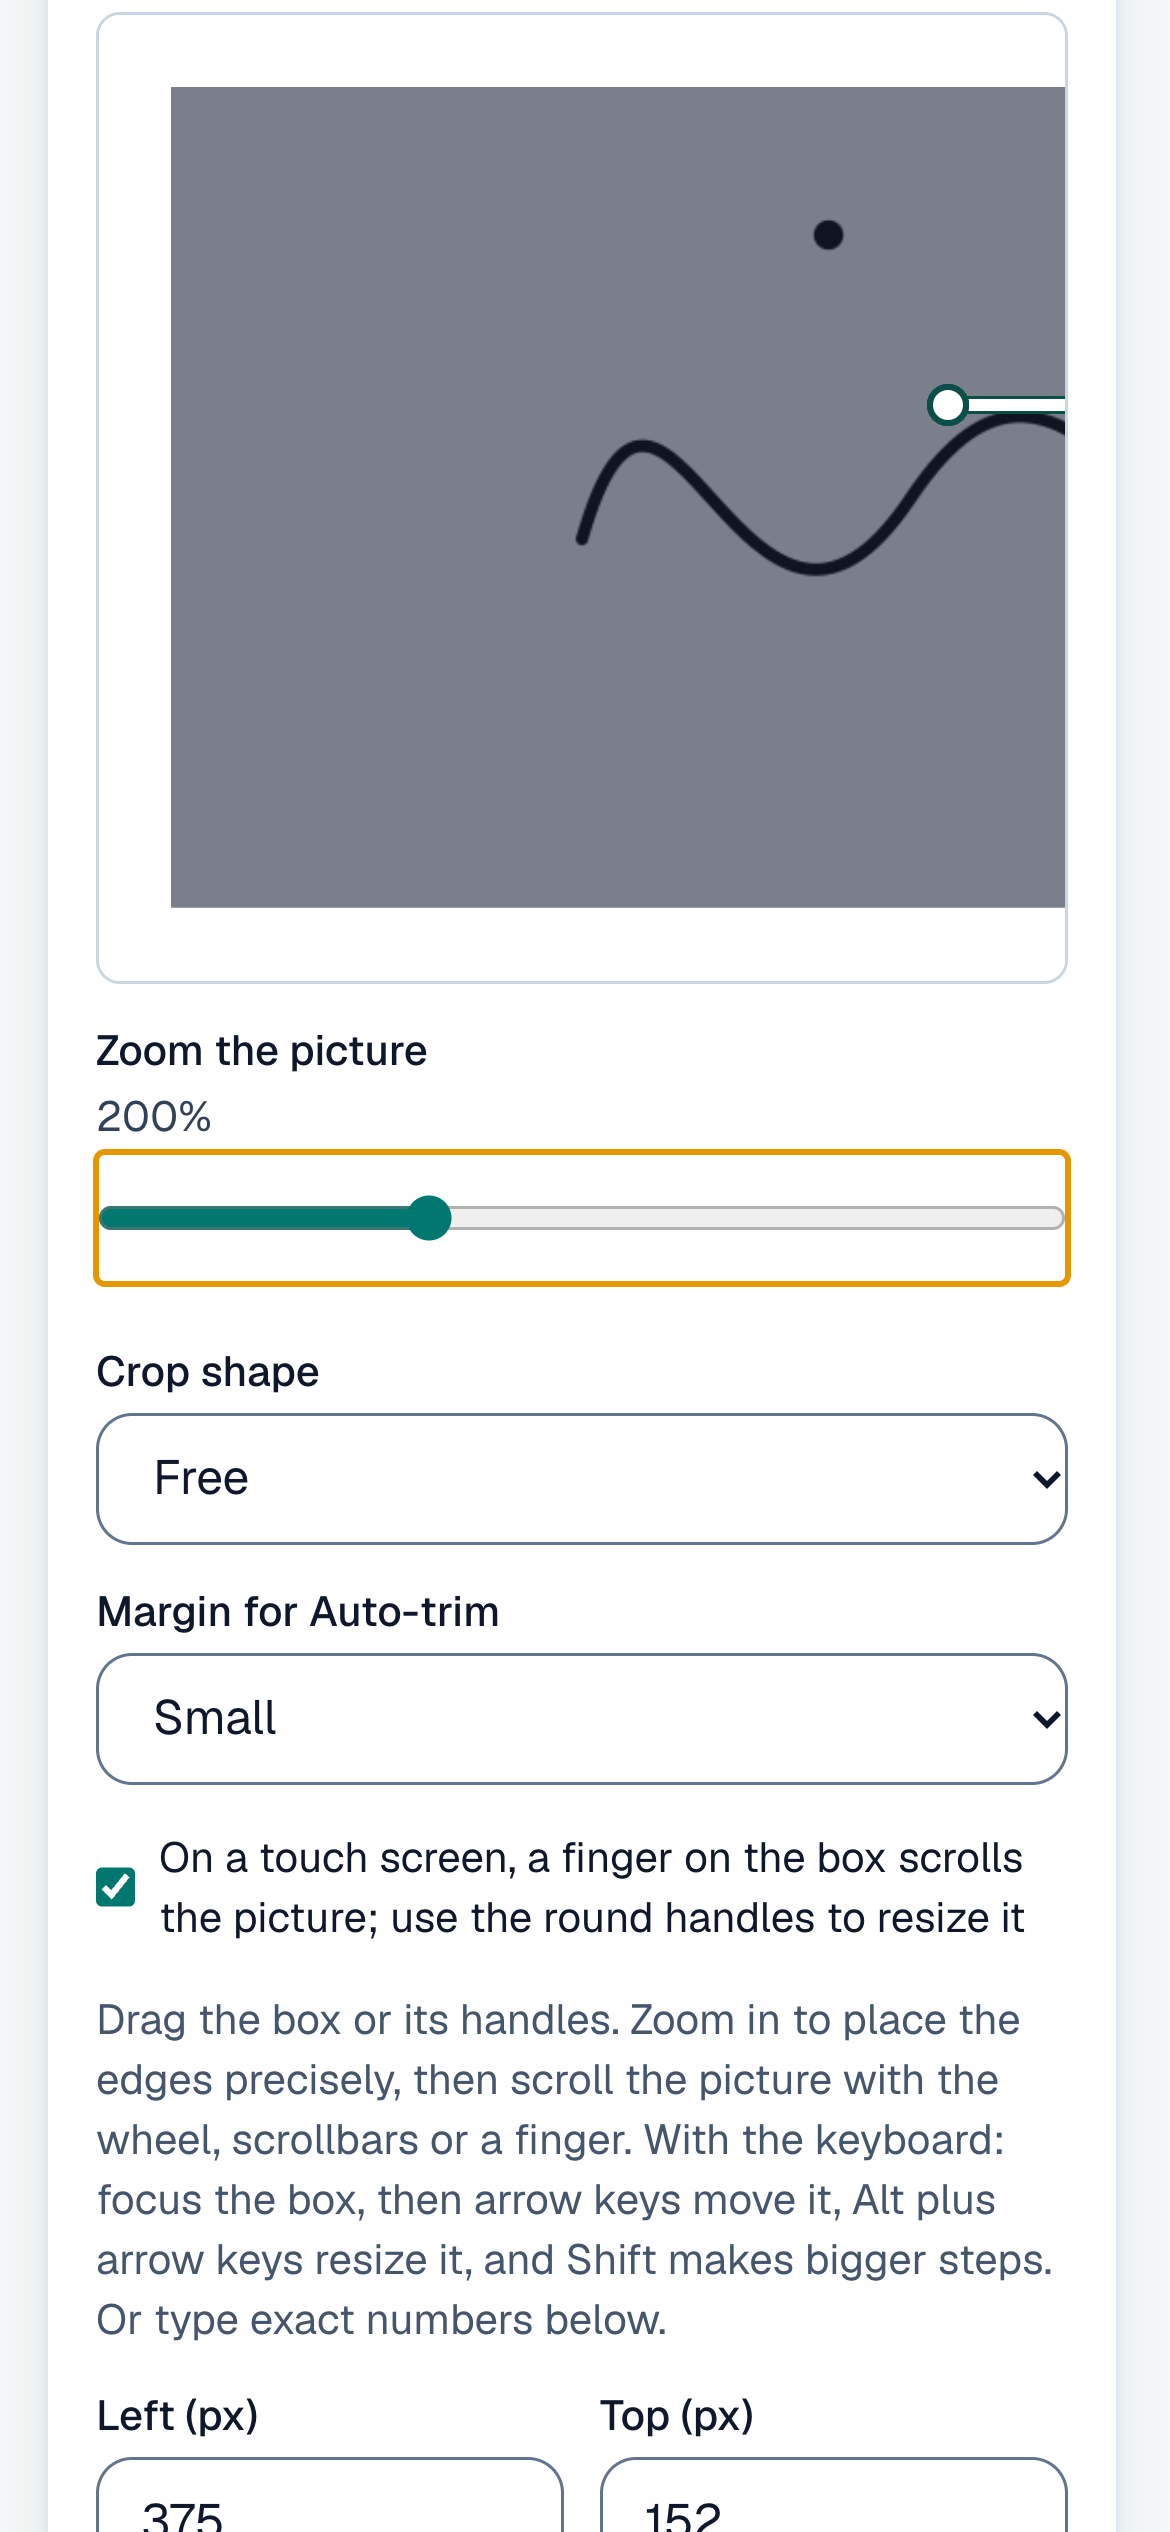 Zoom the picture
200%
Crop shape
Free
Margin for Auto-trim
Small
On a touch screen, a finger on the box scrolls
the picture; use the round handles to resize it
Drag the box or its handles. Zoom in to place the
edges precisely, then scroll the picture with the
wheel, scrollbars or a finger. With the keyboard:
focus the box, then arrow keys move it, Alt plus
arrow keys resize it, and Shift makes bigger steps.
Or type exact numbers below.
Left (px) Top (px)
375 152